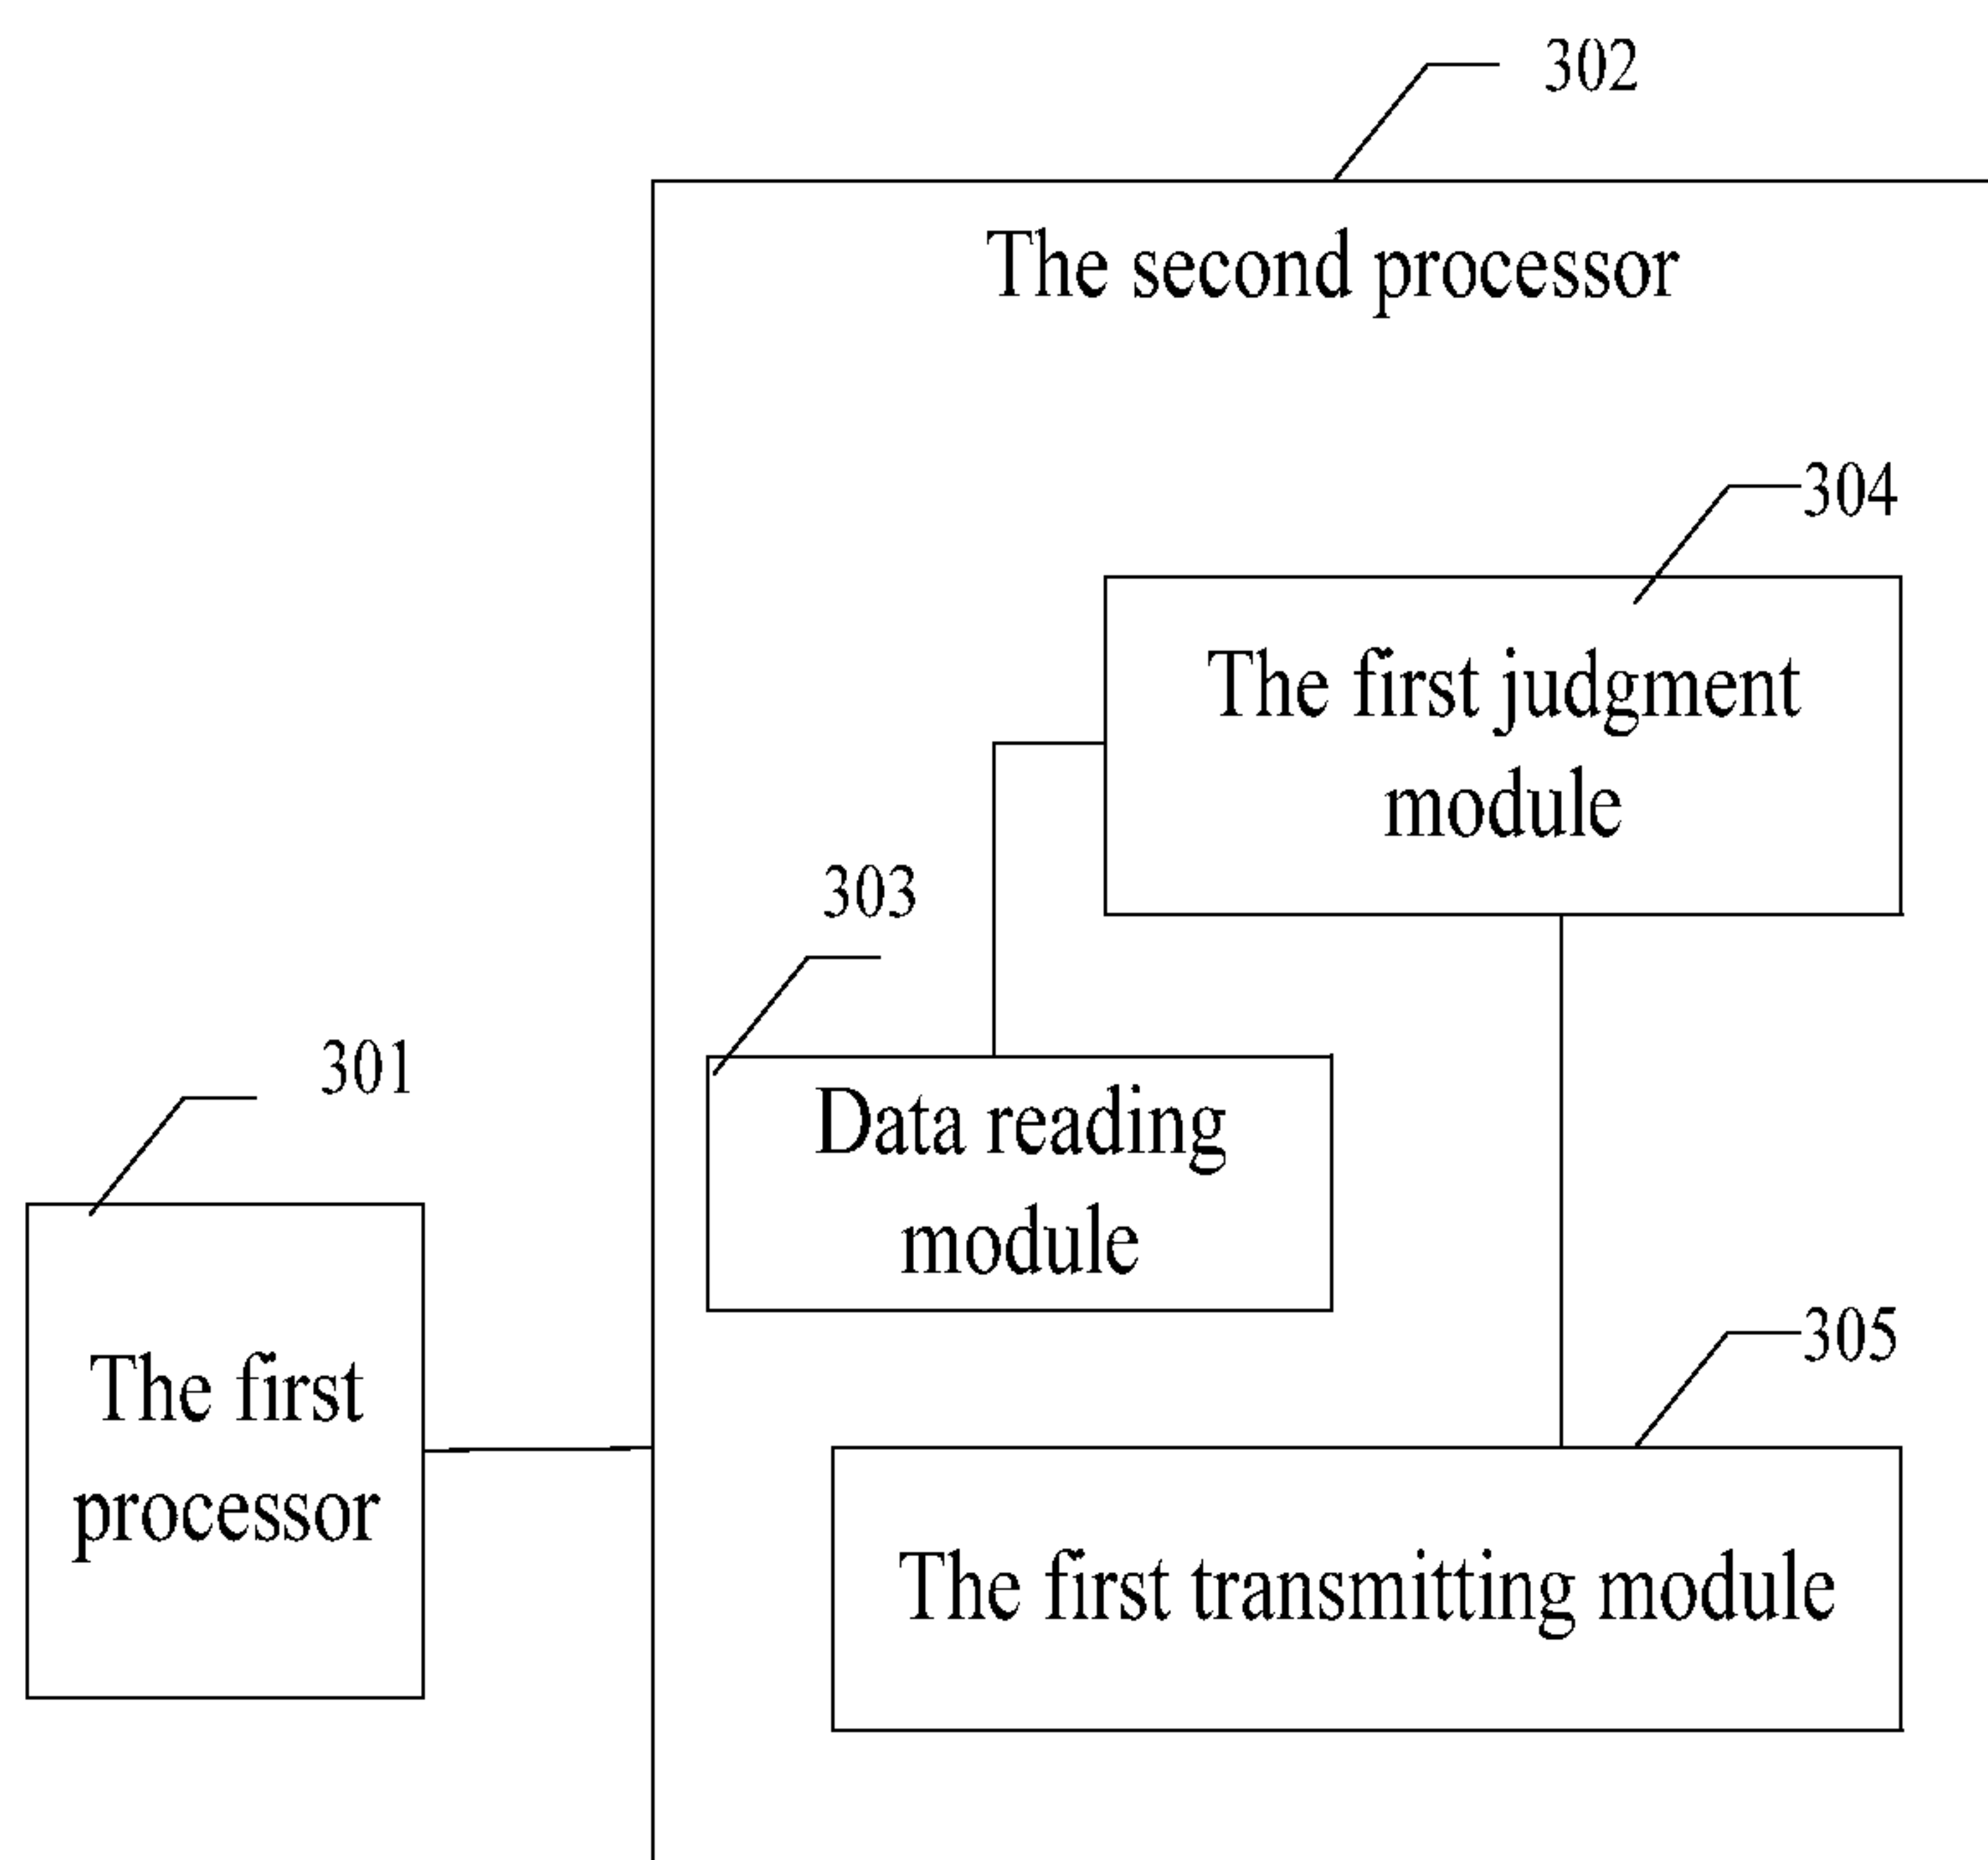 302
The second processor
304
The first judgment
module
303
Data reading
module
301
The first
processor
305
The first transmitting module